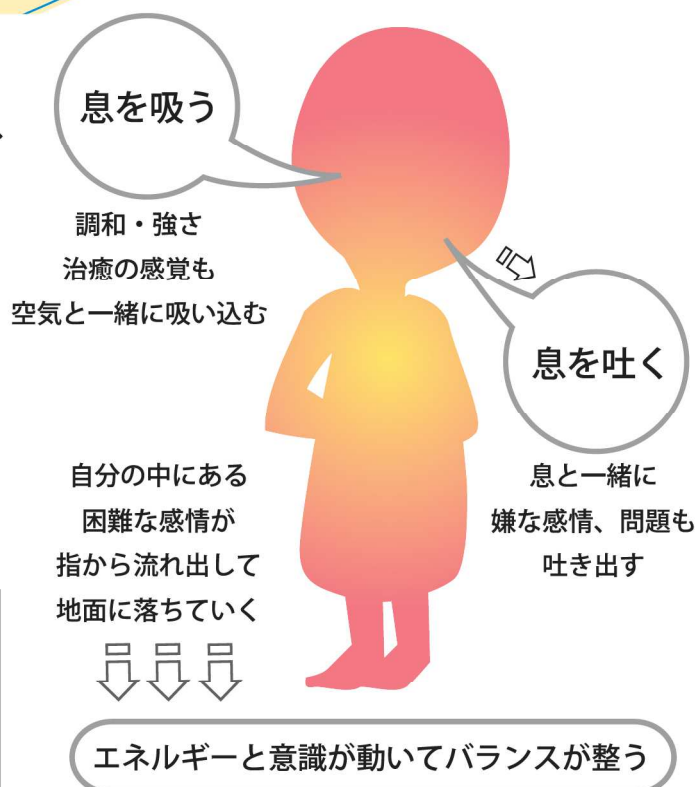 息を吸う
調和・強さ
治癒の感覚も
空気と一緒に吸い込む
息を吐く
息と一緒に
嫌な感情、問題も
吐き出す
自分の中にある
困難な感情が
指から流れ出して
地面に落ちていく
エネルギーと意識が動いてバランスが整う